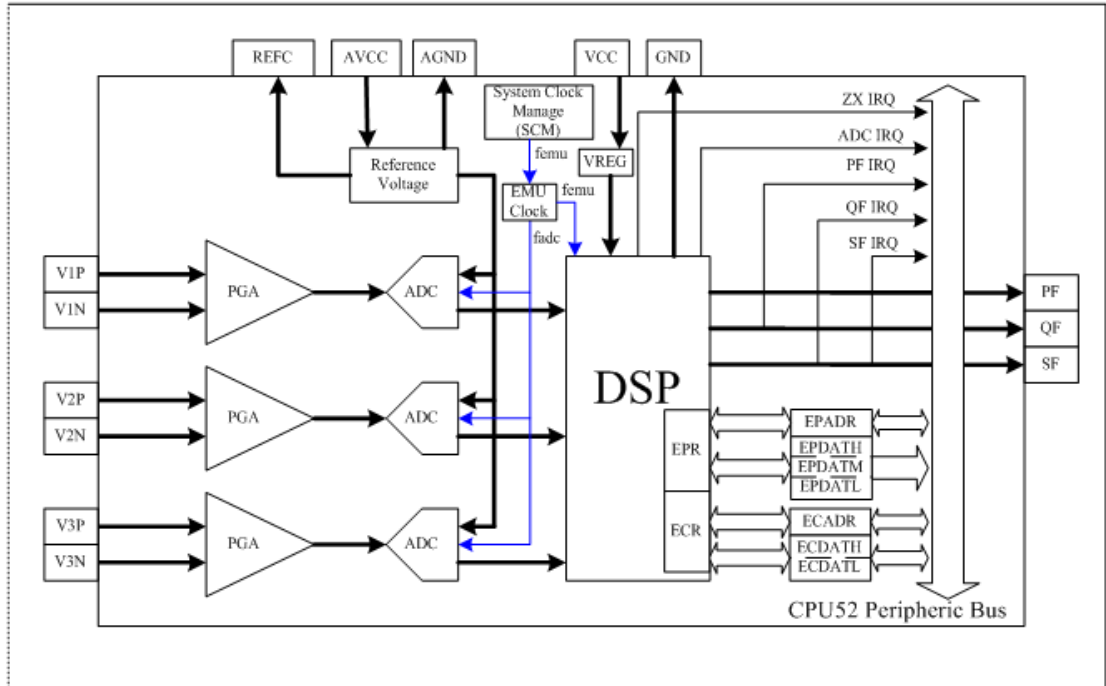 REFC
AVCC
AGND
VCC
GND
System Clock
Manage
(SCM)
ZX IRQ
ADC IRQ
PF IRQ
QF IRQ
SF IRQ
femu
VREG
Reference
Voltage
EMU
Clock
femu
fadc
V1P
V1N
PGA
ADC
PF
QF
SF
V2P
V2N
PGA
ADC
DSP
EPR
EPADR
EPDATH
EPDATM
EPDATL
V3P
V3N
PGA
ADC
ECR
ECADR
ECDATH
ECDATL
CPU52 Peripheric Bus